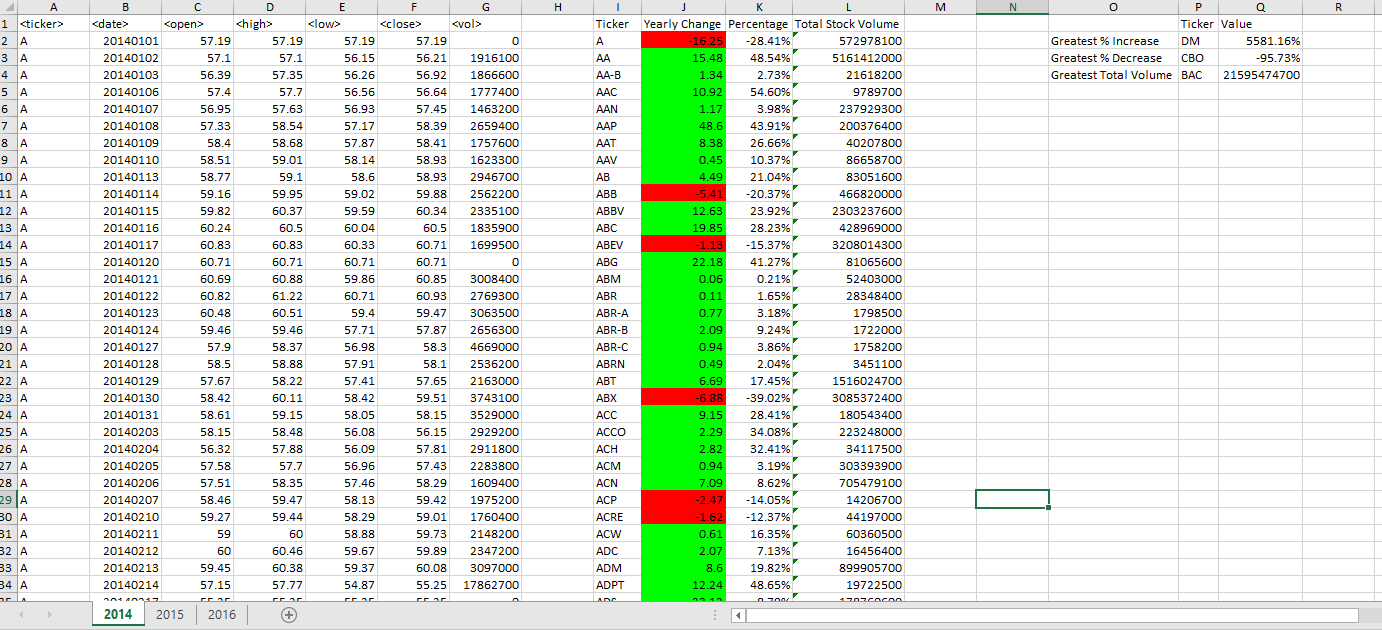 A B C D E F G H I J K L M N O P Q R
1 <ticker> <date> <open> <high> <low> <close> <vol> Ticker Yearly Change Percentage Total Stock Volume Ticker Value
2 A 20140101 57.19 57.19 57.19 57.19 0 A -16.25 -28.41% 572978100 Greatest % Increase DM 5581.16%
3 A 20140102 57.1 57.1 56.15 56.21 1916100 AA 15.48 48.54% 5161412000 Greatest % Decrease CBO -95.73%
4 A 20140103 56.39 57.35 56.26 56.92 1866600 AA-B 1.34 2.73% 21618200 Greatest Total Volume BAC 21595474700
5 A 20140106 57.4 57.7 56.56 56.64 1777400 AAC 10.92 54.60% 9789700
6 A 20140107 56.95 57.63 56.93 57.45 1463200 AAN 1.17 3.98% 237929300
7 A 20140108 57.33 58.54 57.17 58.39 2659400 AAP 48.6 43.91% 200376400
8 A 20140109 58.4 58.68 57.87 58.41 1757600 AAT 8.38 26.66% 40207800
9 A 20140110 58.51 59.01 58.14 58.93 1623300 AAV 0.45 10.37% 86658700
10 A 20140113 58.77 59.1 58.6 58.93 2946700 AB 4.49 21.04% 83051600
11 A 20140114 59.16 59.95 59.02 59.88 2562200 ABB -5.41 -20.37% 466820000
12 A 20140115 59.82 60.37 59.59 60.34 2335100 ABBV 12.63 23.92% 2303237600
13 A 20140116 60.24 60.5 60.04 60.5 1835900 ABC 19.85 28.23% 428969000
14 A 20140117 60.83 60.83 60.33 60.71 1699500 ABEV -1.13 -15.37% 3208014300
15 A 20140120 60.71 60.71 60.71 60.71 0 ABG 22.18 41.27% 81065600
16 A 20140121 60.69 60.88 59.86 60.85 3008400 ABM 0.06 0.21% 52403000
17 A 20140122 60.82 61.22 60.71 60.93 2769300 ABR 0.11 1.65% 28348400
18 A 20140123 60.48 60.51 59.4 59.47 3063500 ABR-A 0.77 3.18% 1798500
19 A 20140124 59.46 59.46 57.71 57.87 2656300 ABR-B 2.09 9.24% 1722000
20 A 20140127 57.9 58.37 56.98 58.3 4669000 ABR-C 0.94 3.86% 1758200
21 A 20140128 58.5 58.88 57.91 58.1 2536200 ABRN 0.49 2.04% 3451100
22 A 20140129 57.67 58.22 57.41 57.65 2163000 ABT 6.69 17.45% 1516024700
23 A 20140130 58.42 60.11 58.42 59.51 3743100 ABX -6.88 -39.02% 3085372400
24 A 20140131 58.61 59.15 58.05 58.15 3529000 ACC 9.15 28.41% 180543400
25 A 20140203 58.15 58.48 56.08 56.15 2929200 ACCO 2.29 34.08% 223248000
26 A 20140204 56.32 57.88 56.09 57.81 2911800 ACH 2.82 32.41% 34117500
27 A 20140205 57.58 57.7 56.96 57.43 2283800 ACM 0.94 3.19% 303393900
28 A 20140206 57.51 58.35 57.46 58.29 1609400 ACN 7.09 8.62% 705479100
29 A 20140207 58.46 59.47 58.13 59.42 1975200 ACP -2.47 -14.05% 14206700
30 A 20140210 59.27 59.44 58.29 59.01 1760400 ACRE -1.62 -12.37% 44197000
31 A 20140211 59 60 58.88 59.73 2148200 ACW 0.61 16.35% 60360500
32 A 20140212 60 60.46 59.67 59.89 2347200 ADC 2.07 7.13% 16456400
33 A 20140213 59.45 60.38 59.37 60.08 3097000 ADM 8.6 19.82% 899905700
34 A 20140214 57.15 57.77 54.87 55.25 17862700 ADPT 12.24 48.65% 19722500
2014 2015 2016